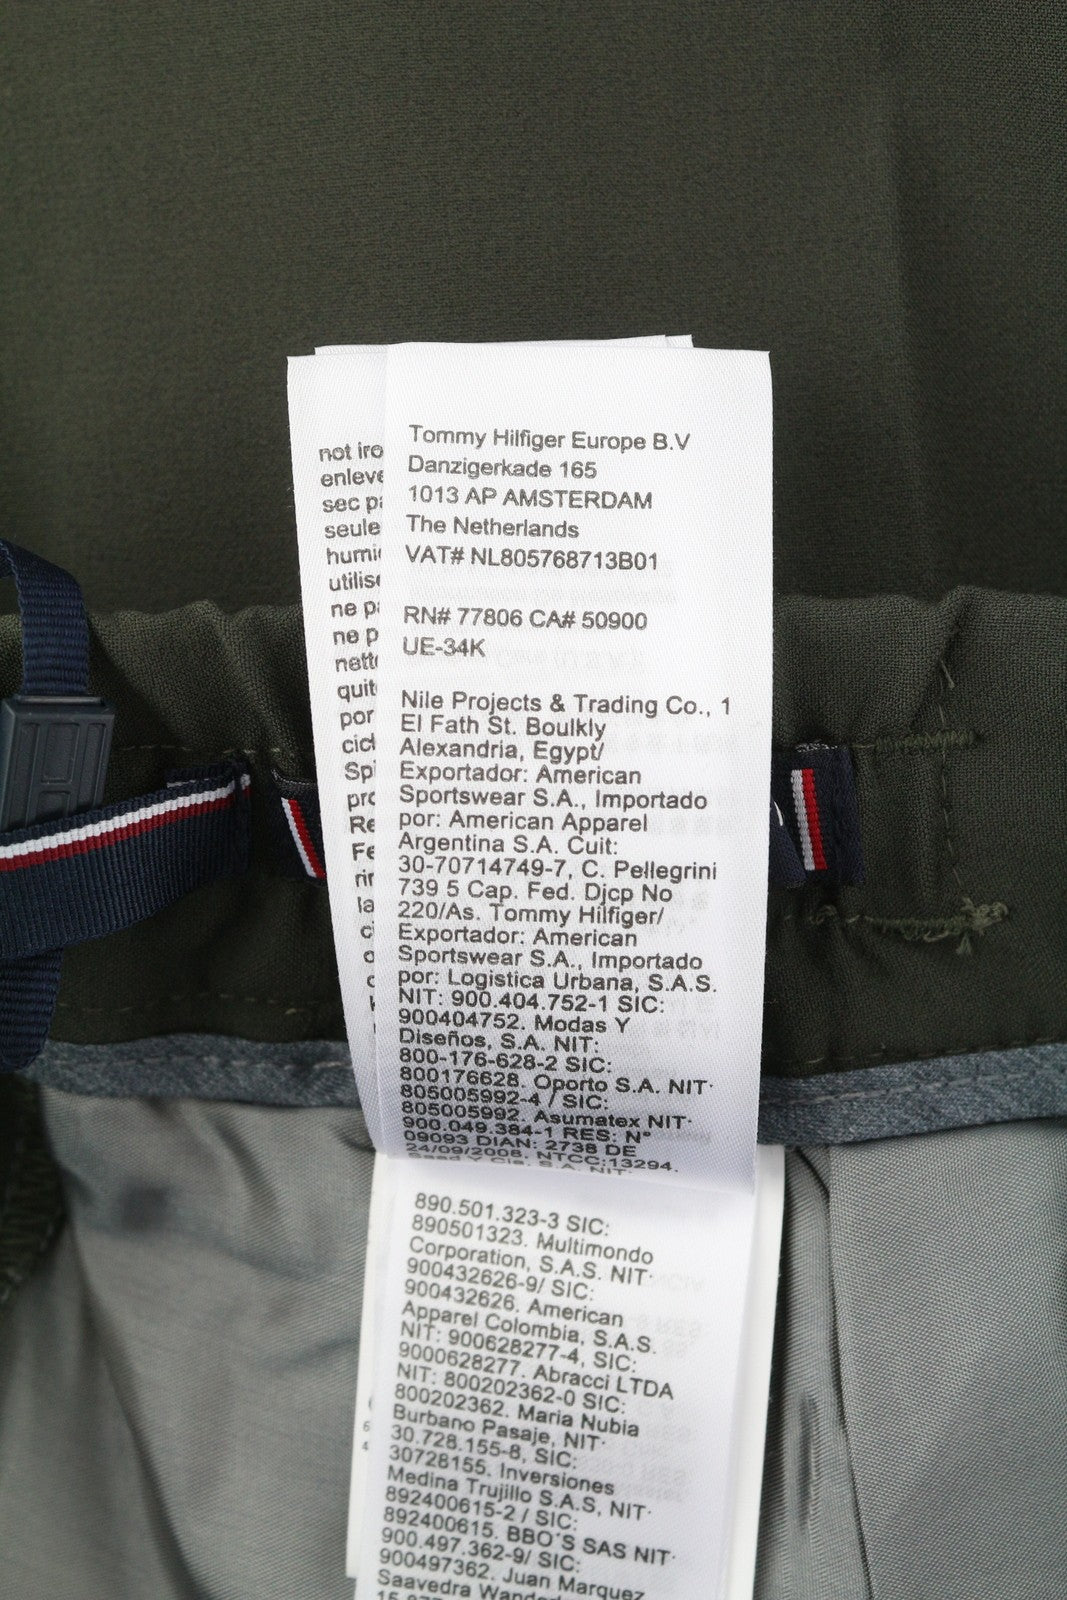 Tommy Hilfiger Europe B.V
Danzigerkade 165
1013 AP AMSTERDAM
The Netherlands
VAT# NL805768713B01
RN# 77806 CA# 50900
UE-34K
Nile Projects & Trading Co., 1
El Fath St. Boulkly
Alexandria, Egypt/
Exportador: American
Sportswear S.A., Importado
por: American Apparel
Argentina S.A. Cuit:
30-70714749-7, C. Pellegrini
739 5 Cap. Fed. Djcp No
220/As. Tommy Hilfiger/
Exportador: American
Sportswear S.A., Importado
por: Logistica Urbana, S.A.S.
NIT: 900.404.752-1 SIC:
900404752. Modas Y
Diseños, S.A. NIT:
800-176-628-2 SIC:
800176628. Oporto S.A. NIT·
805005992-4 / SIC:
805005992. Asumatex NIT·
900.049.384-1 RES: N°
09093 DIAN: 2738 DE
24/09/2008. NTCC:13294.
Saad Y Cia. S.A. NIT·
890.501.323-3 SIC:
890501323. Multimondo
Corporation, S.A.S. NIT·
900432626-9/ SIC:
900432626. American
Apparel Colombia, S.A.S.
NIT: 900628277-4, SIC:
9000628277. Abracci LTDA
NIT: 800202362-0 SIC:
800202362. Maria Nubia
Burbano Pasaje, NIT·
30.728.155-8, SIC:
30728155. Inversiones
Medina Trujillo S.A.S, NIT·
892400615-2 / SIC:
892400615. BBO'S SAS NIT·
900.497.362-9/ SIC:
900497362. Juan Marquez
Saavedra
not iro
enleve
sec pa
seule
humi
utilis
ne pa
ne p
nett
quit
por
cicl
Spi
pro
Re
Fe
rin
la